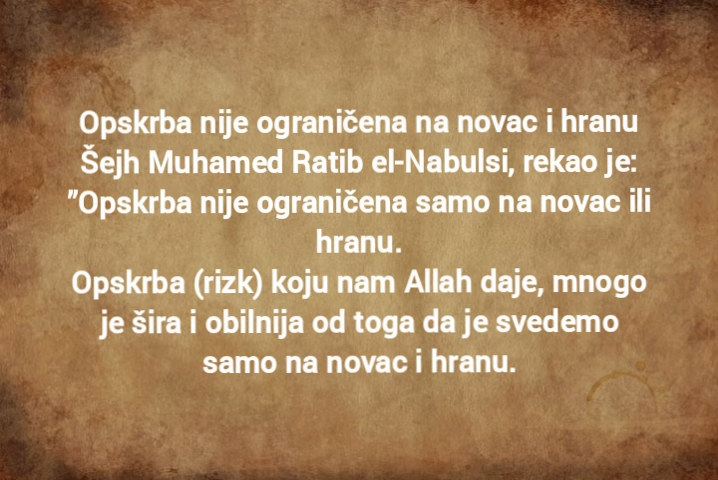 Opskrba nije ograničena na novac i hranu
Šejh Muhamed Ratib el-Nabulsi, rekao je:
”Opskrba nije ograničena samo na novac ili
hranu.
Opskrba (rizk) koju nam Allah daje, mnogo
je šira i obilnija od toga da je svedemo
samo na novac i hranu.